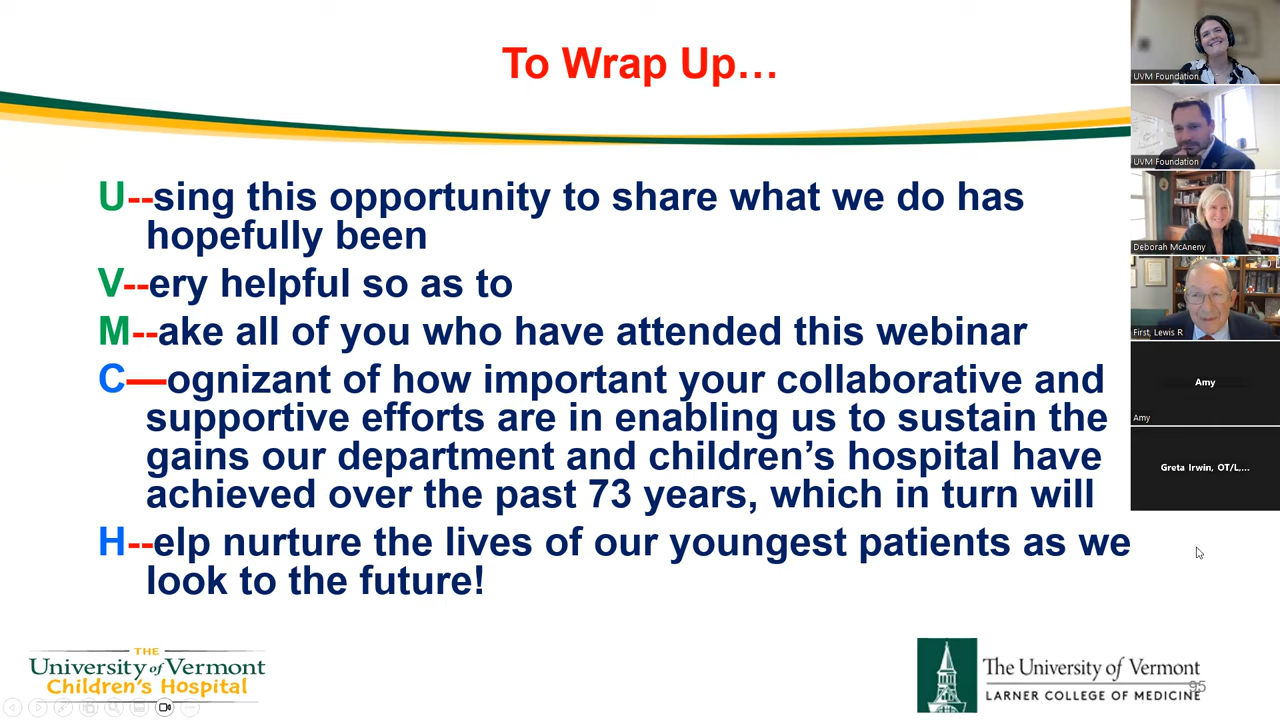 To Wrap Up…
U--sing this opportunity to share what we do has
hopefully been
V--ery helpful so as to
M--ake all of you who have attended this webinar
C—ognizant of how important your collaborative and
supportive efforts are in enabling us to sustain the
gains our department and children’s hospital have
achieved over the past 73 years, which in turn will
H--elp nurture the lives of our youngest patients as we
look to the future!
THE
University of Vermont
Children's Hospital
The University of Vermont
LARNER COLLEGE OF MEDICINE
95
UVM Foundation
UVM Foundation
Deborah McAneny
First, Lewis R
Amy
Amy
Greta Irwin, OT/L,...